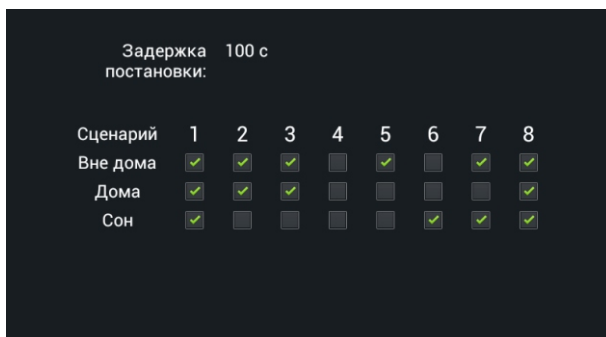 Задержка 100 с
постановки:
Сценарий 1 2 3 4 5 6 7 8
Вне дома
Дома
Сон